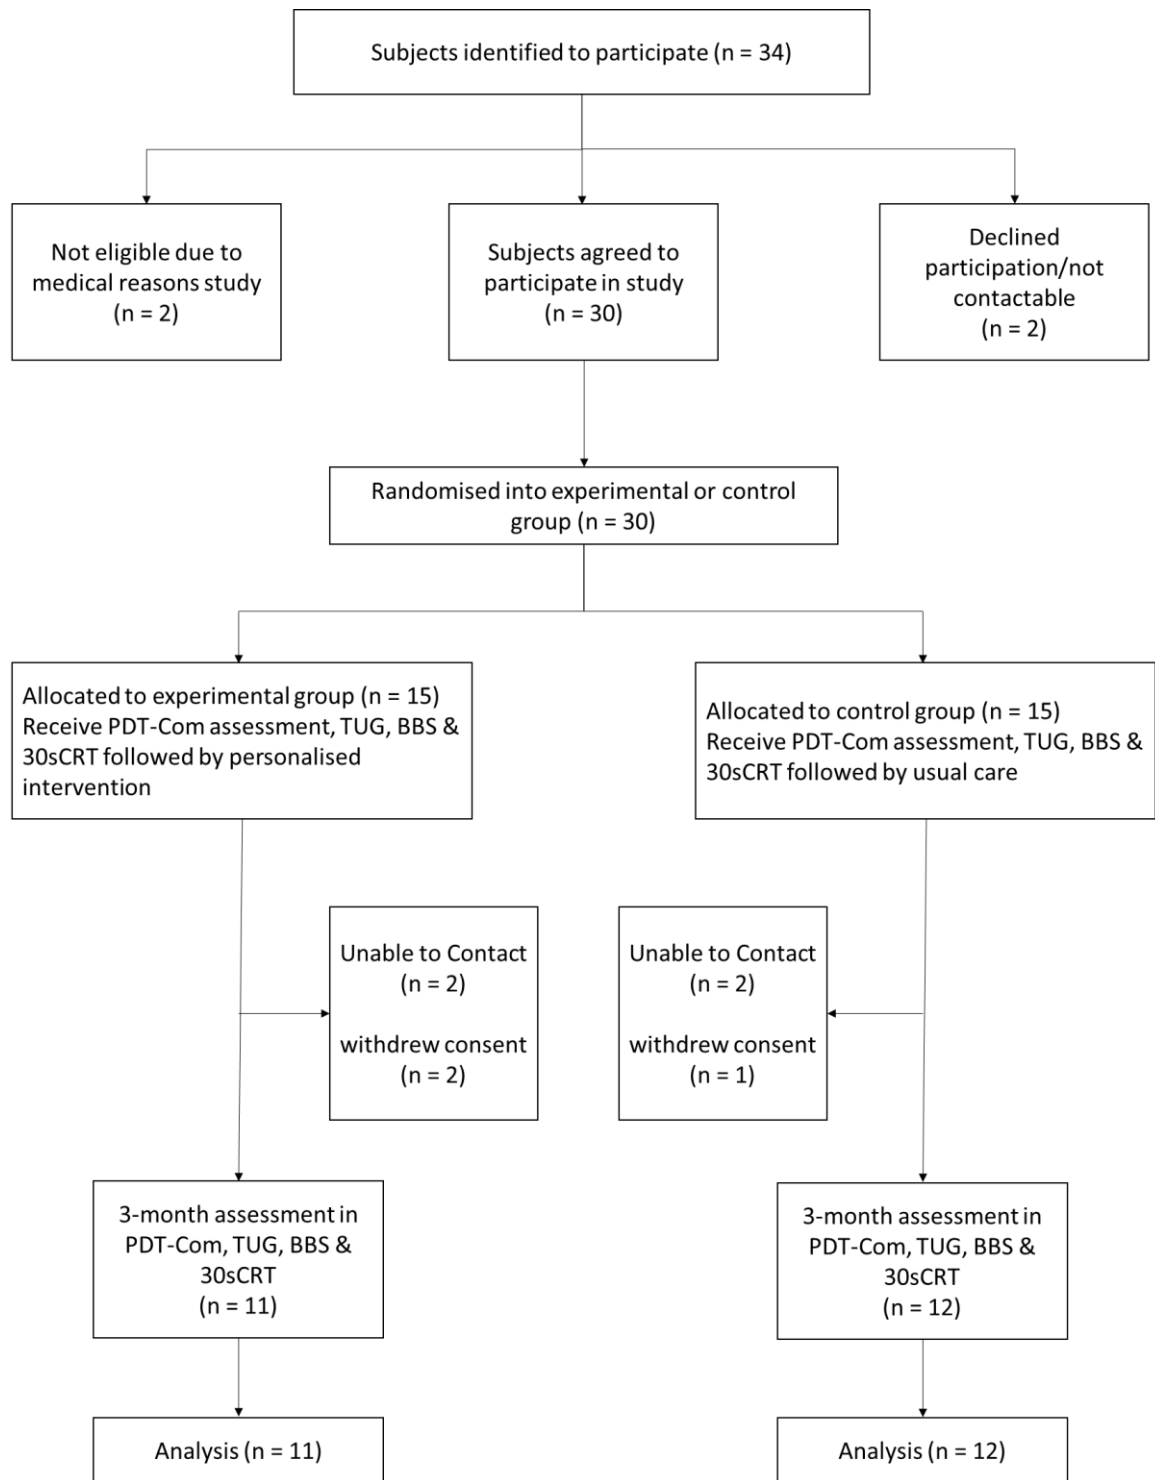 Subjects identified to participate (n = 34)
Not eligible due to
medical reasons study
(n = 2)
Subjects agreed to
participate in study
(n = 30)
Declined
participation/not
contactable
(n = 2)
Randomised into experimental or control
group (n = 30)
Allocated to experimental group (n = 15)
Receive PDT-Com assessment, TUG, BBS &
30sCRT followed by personalised
intervention
Allocated to control group (n = 15)
Receive PDT-Com assessment, TUG, BBS &
30sCRT followed by usual care
Unable to Contact
(n = 2)
withdrew consent
(n = 2)
Unable to Contact
(n = 2)
withdrew consent
(n = 1)
3-month assessment in
PDT-Com, TUG, BBS &
30sCRT
(n = 11)
3-month assessment in
PDT-Com, TUG, BBS &
30sCRT
(n = 12)
Analysis (n = 11)
Analysis (n = 12)